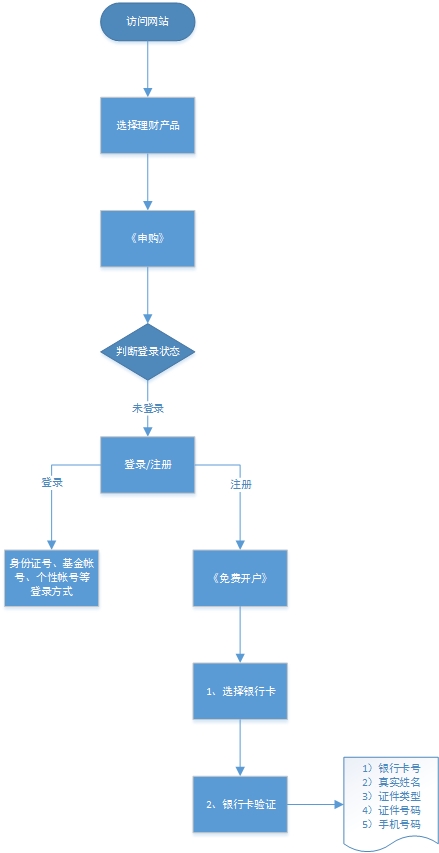 访问网站
选择理财产品
《申购》
判断登录状态
未登录
登录/注册
登录
注册
身份证号、基金帐
号、个性帐号等
登录方式
《免费开户》
1、选择银行卡
2、银行卡验证
1）银行卡号
2）真实姓名
3）证件类型
4）证件号码
5）手机号码